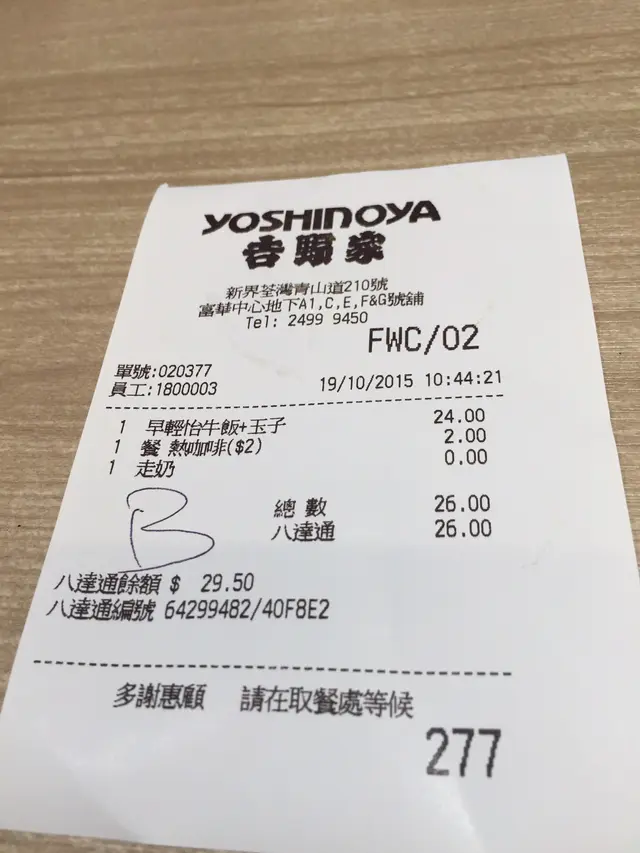 YOSHINOYA
吉野家
新界荃灣青山道210號
富華中心地下A1,C,E,F&G號舖
Tel: 2499 9450
FWC/02
單號:020377
員工:1800003 19/10/2015 10:44:21
1 早輕怡牛飯+玉子 24.00
1 餐 熱咖啡($2) 2.00
1 走奶 0.00
B
總數 26.00
八達通 26.00
八達通餘額 $ 29.50
八達通編號 64299482/40F8E2
多謝惠顧 請在取餐處等候
277